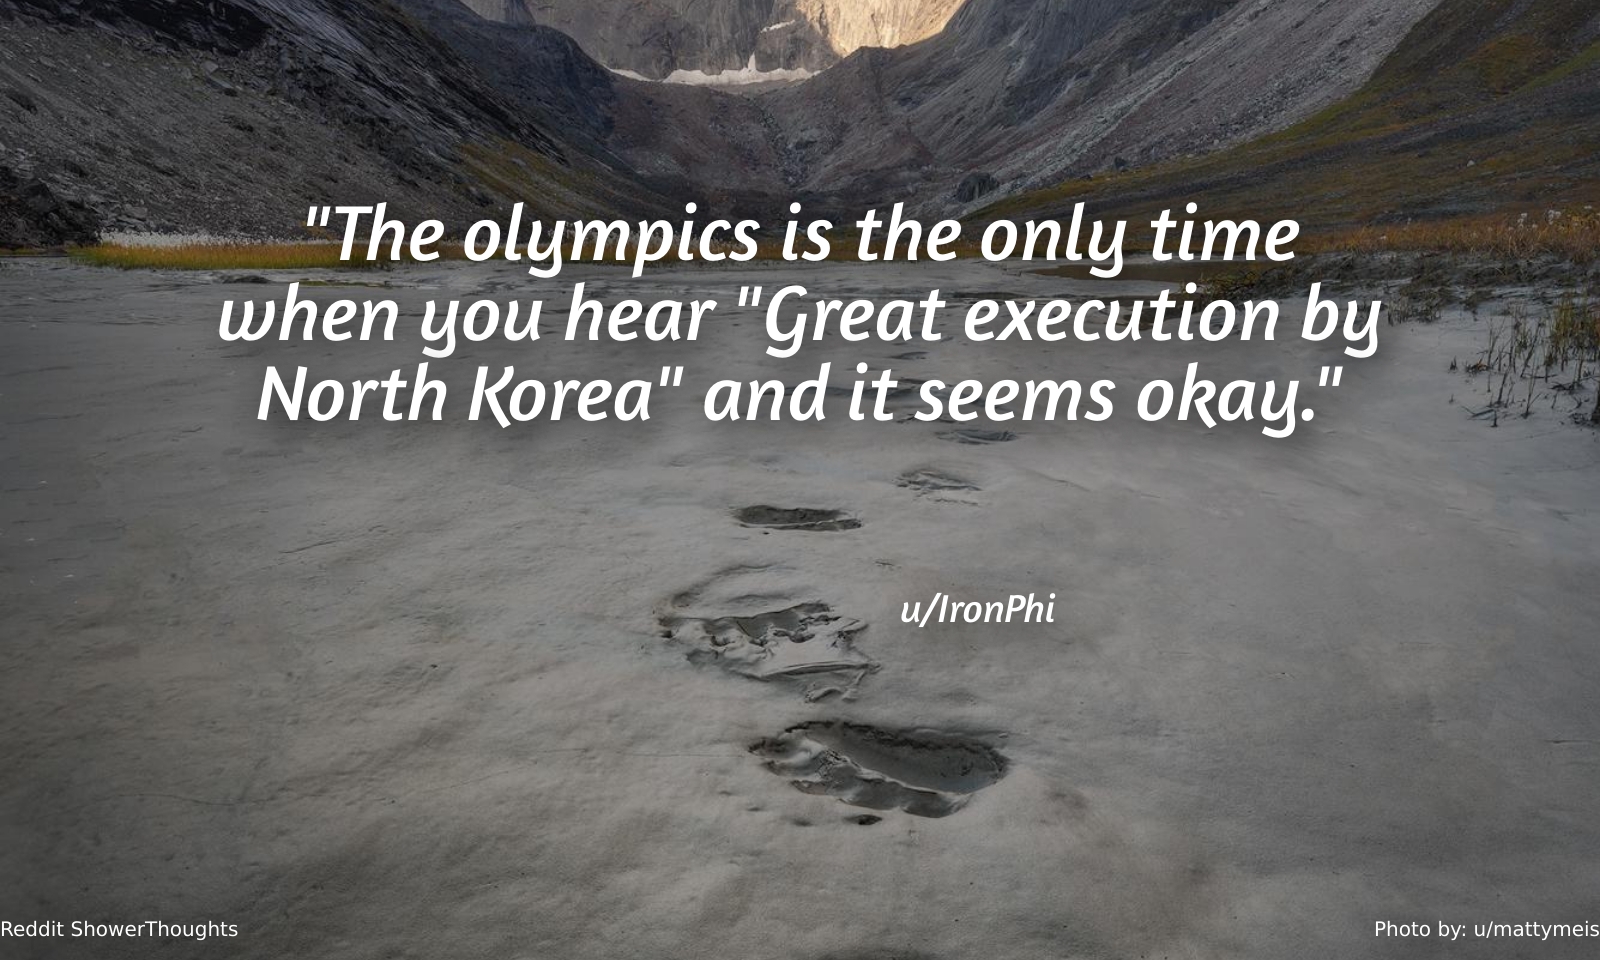 "The olympics is the only time
when you hear "Great execution by
North Korea" and it seems okay."
u/IronPhi
Reddit ShowerThoughts
Photo by: u/mattymeis